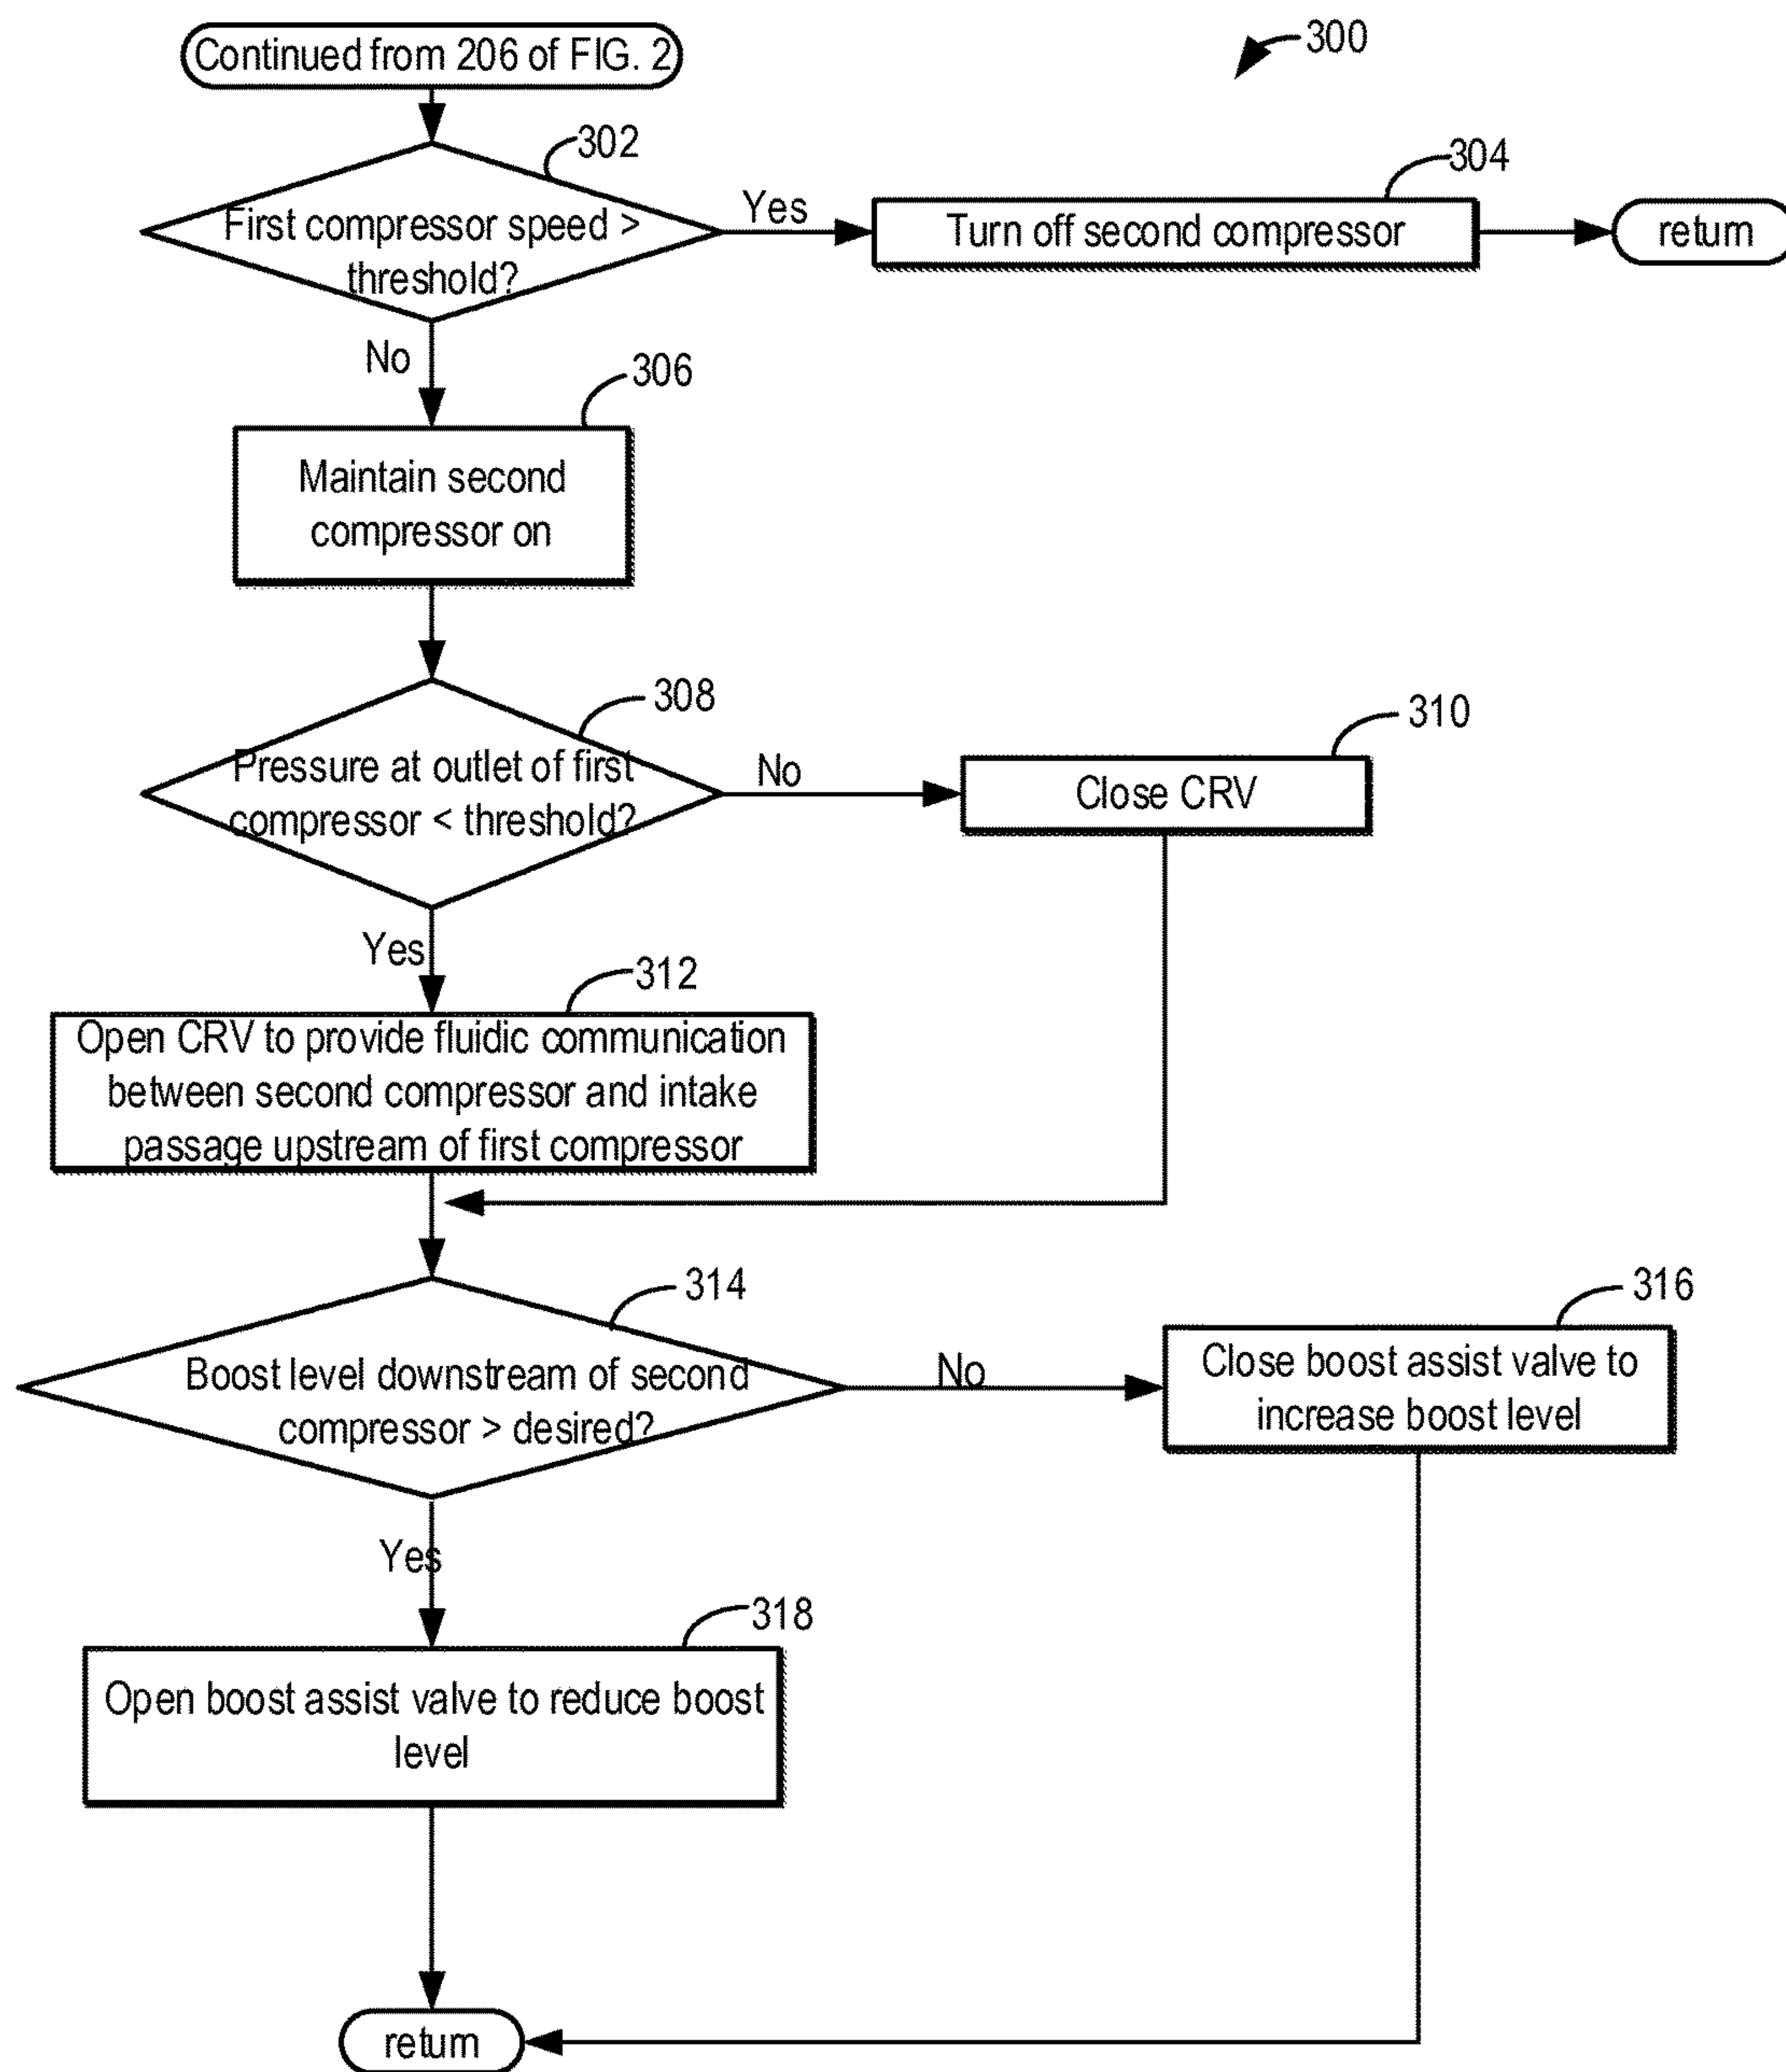 Continued from 206 of FIG. 2
300
302
First compressor speed >
threshold?
Yes
304
Turn off second compressor
return
No
306
Maintain second
compressor on
308
Pressure at outlet of first
compressor < threshold?
No
310
Close CRV
Yes
312
Open CRV to provide fluidic communication
between second compressor and intake
passage upstream of first compressor
314
Boost level downstream of second
compressor > desired?
No
316
Close boost assist valve to
increase boost level
Yes
318
Open boost assist valve to reduce boost
level
return